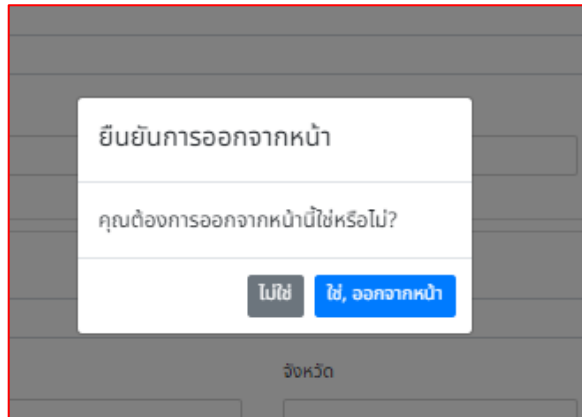 ยืนยันการออกจากหน้า
คุณต้องการออกจากหน้านี้ใช่หรือไม่?
ไม่ใช่ ใช่, ออกจากหน้า
จังหวัด